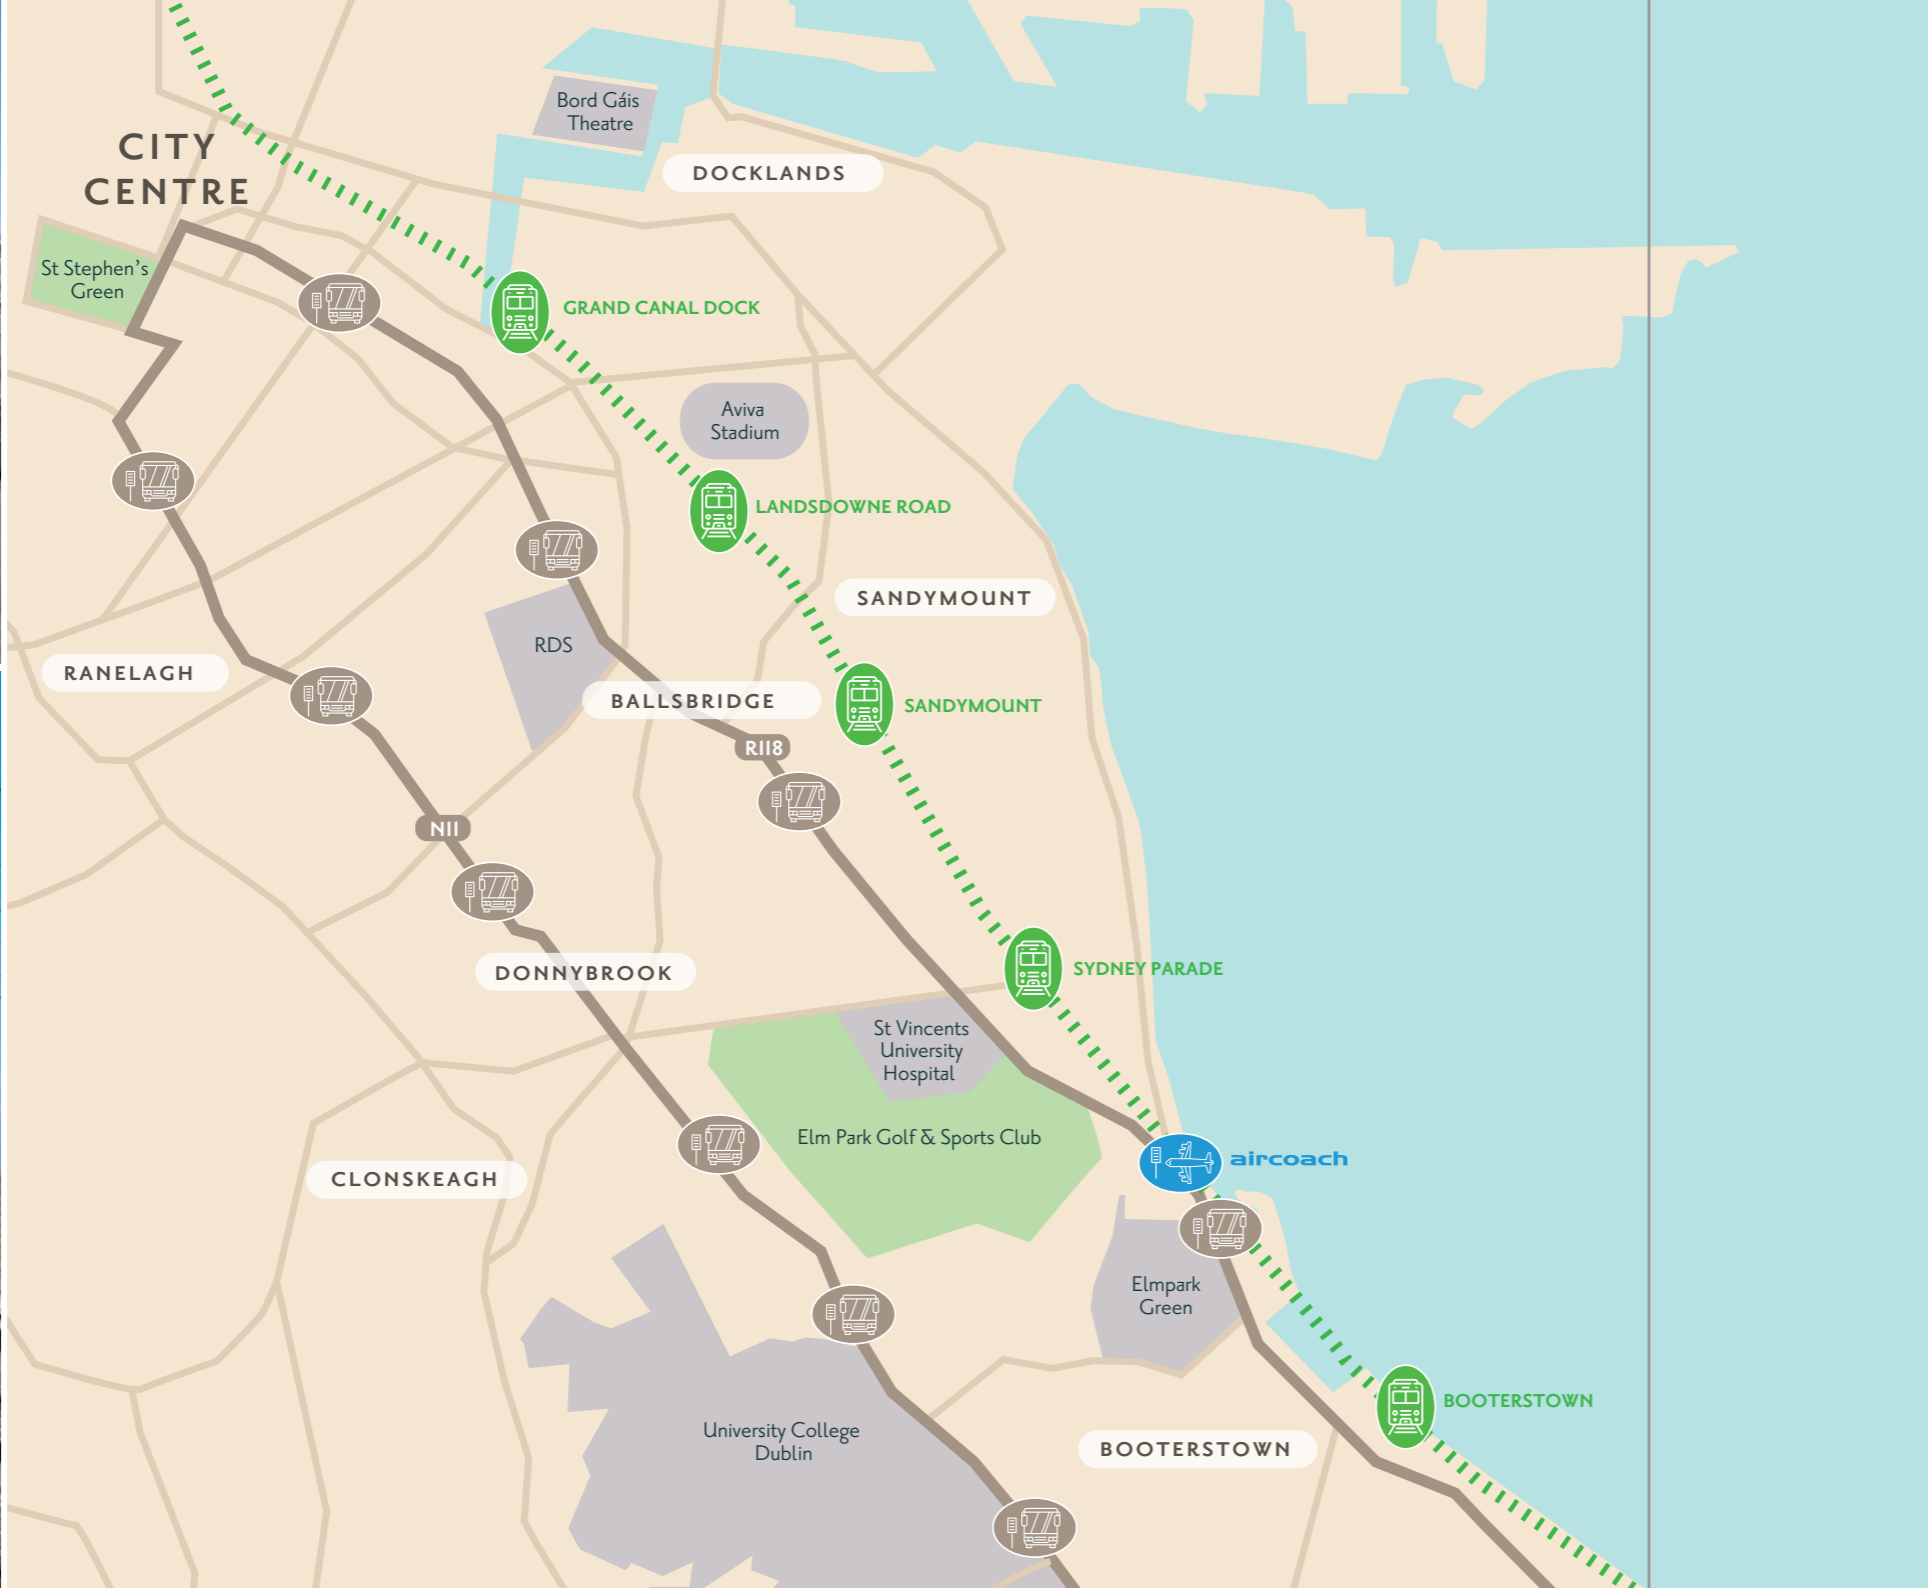 Bord Gáis
Theatre
CITY
CENTRE
DOCKLANDS
St Stephen's
Green
GRAND CANAL DOCK
Aviva
Stadium
LANDSDOWNE ROAD
SANDYMOUNT
RDS
RANELAGH
BALLSBRIDGE
SANDYMOUNT
R118
N11
DONNYBROOK
SYDNEY PARADE
St Vincents
University
Hospital
Elm Park Golf & Sports Club
aircoach
CLONSKEAGH
Elmpark
Green
BOOTERSTOWN
University College
Dublin
BOOTERSTOWN